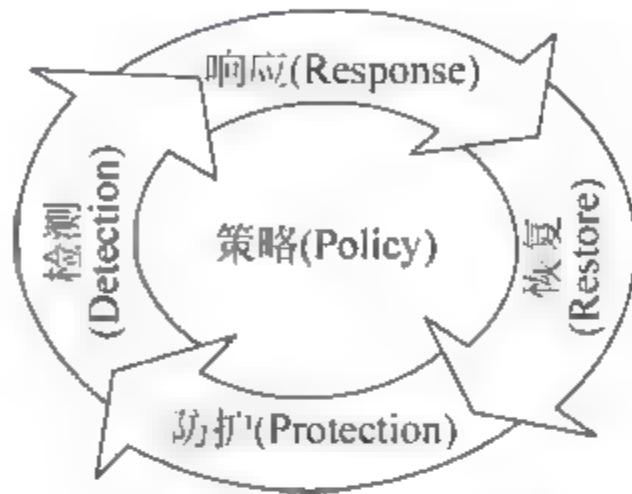 响应(Response)
检测
(Detection)
策略(Policy)
恢复
(Restore)
防护(Protection)